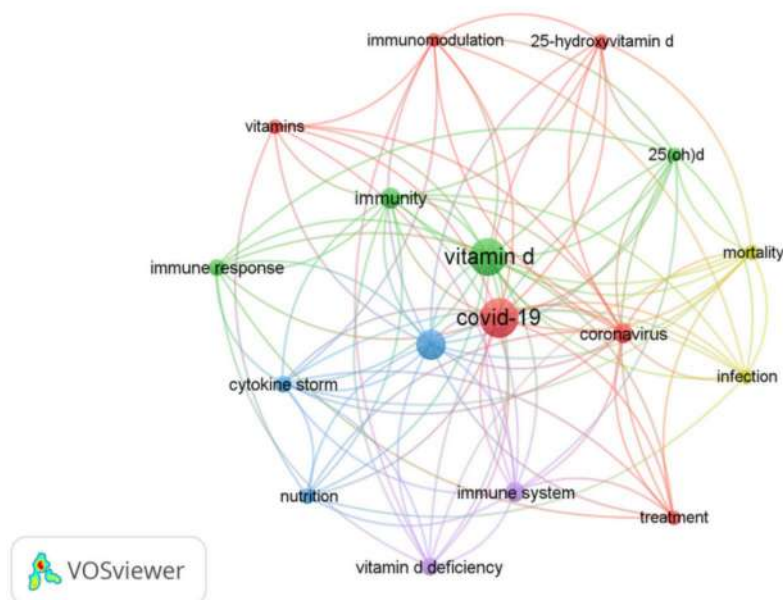 immunomodulation
25-hydroxyvitamin d
vitamins
25(oh)d
immunity
vitamin d
mortality
immune response
covid-19
coronavirus
infection
cytokine storm
nutrition
immune system
treatment
vitamin d deficiency
VOSviewer